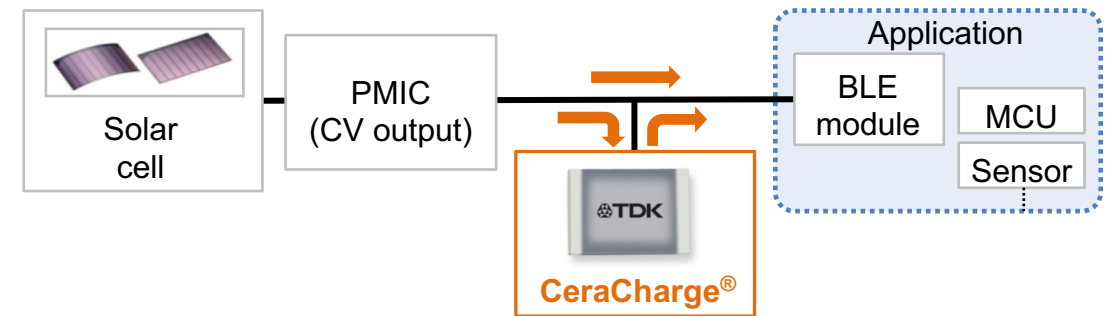 Solar
cell
PMIC
(CV output)
TDK
CeraCharge®
Application
BLE
module
MCU
Sensor